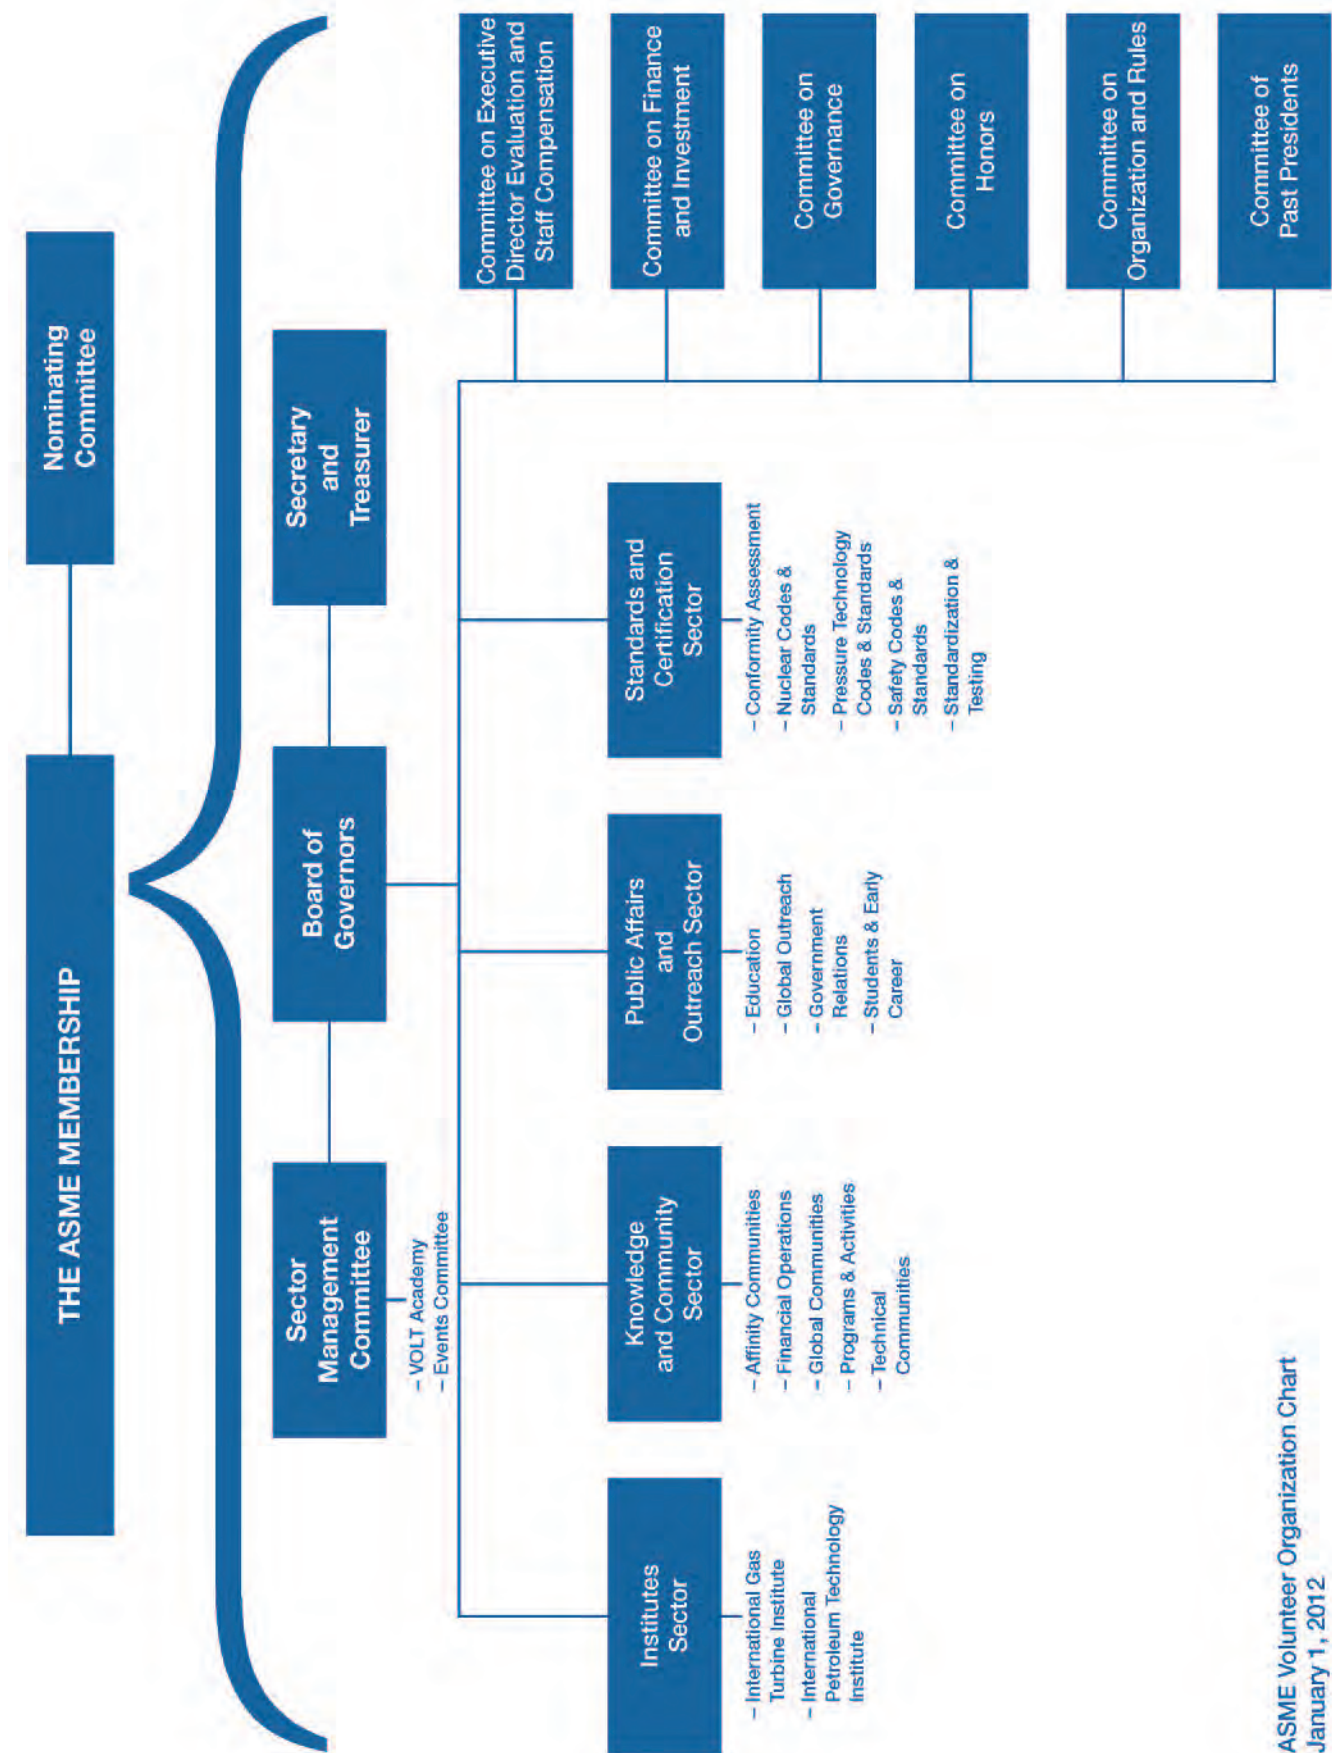 THE ASME MEMBERSHIP
Nominating
Committee
Sector
Management
Committee
– VOLT Academy
– Events Committee
Board of
Governors
Secretary
and
Treasurer
Institutes
Sector
– International Gas
Turbine Institute
– International
Petroleum Technology
Institute
Knowledge
and Community
Sector
– Affinity Communities
– Financial Operations
– Global Communities
– Programs & Activities
– Technical
Communities
Public Affairs
and
Outreach Sector
– Education
– Global Outreach
– Government
Relations
– Students & Early
Career
Standards and
Certification
Sector
– Conformity Assessment
– Nuclear Codes &
Standards
– Pressure Technology
Codes & Standards
– Safety Codes &
Standards
– Standardization &
Testing
Committee on Executive
Director Evaluation and
Staff Compensation
Committee on Finance
and Investment
Committee on
Governance
Committee on
Honors
Committee on
Organization and Rules
Committee of
Past Presidents
ASME Volunteer Organization Chart
January 1, 2012